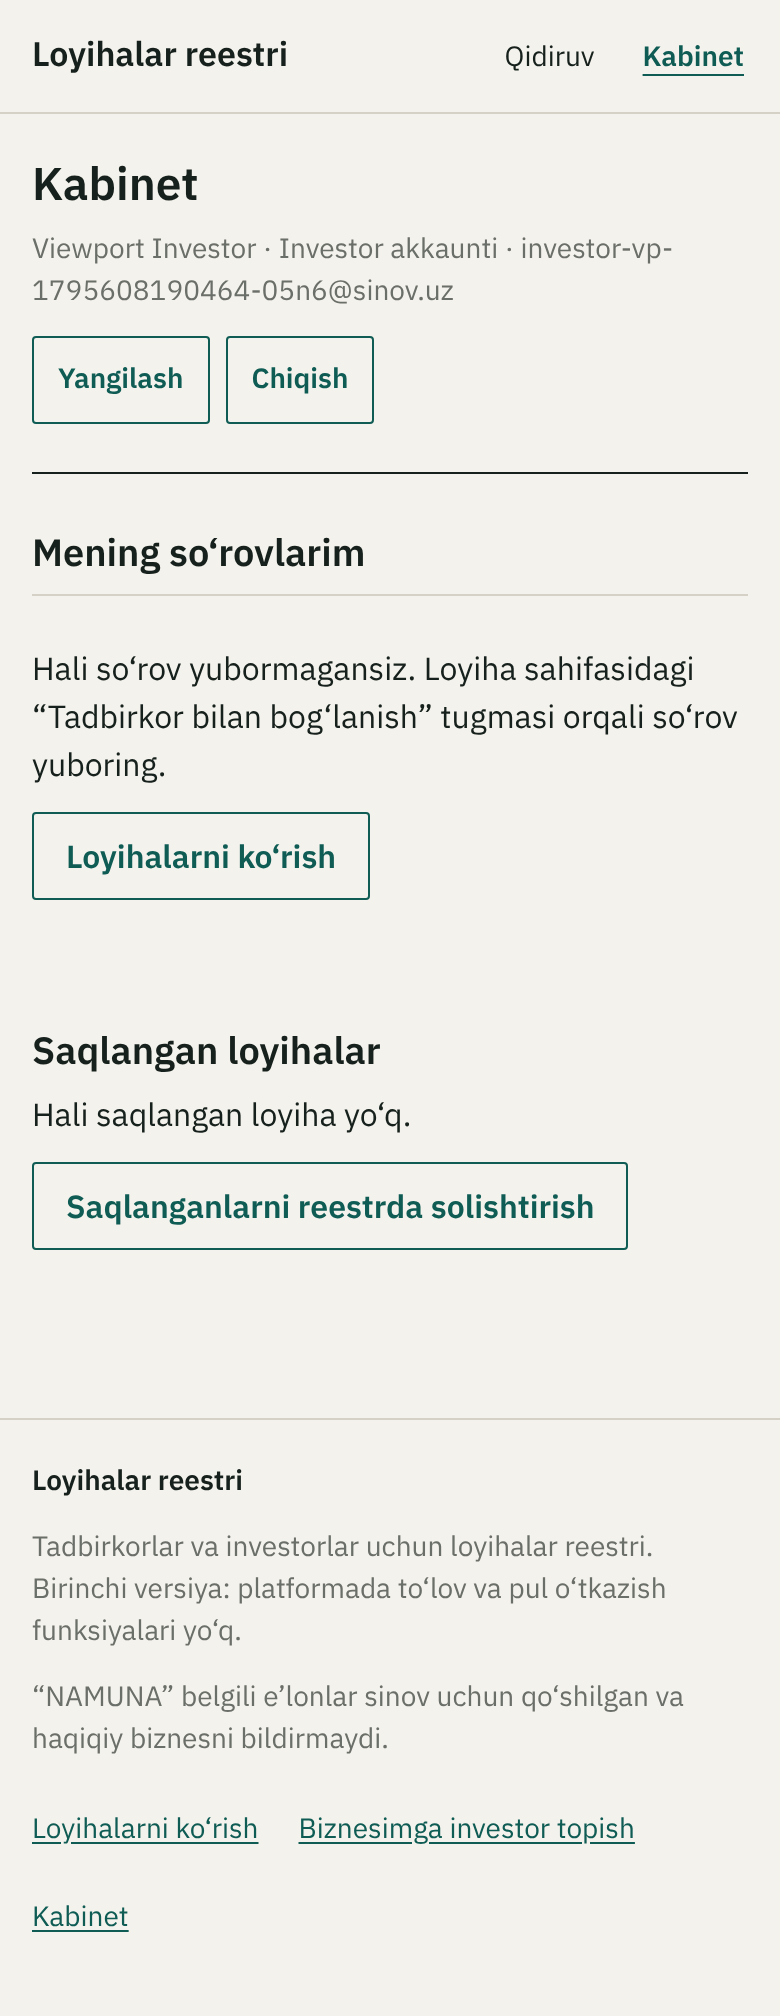 Loyihalar reestri
Qidiruv
Kabinet
Kabinet
Viewport Investor · Investor akkaunti · investor-vp-
1795608190464-05n6@sinov.uz
Yangilash
Chiqish
Mening so‘rovlarim
Hali so‘rov yubormagansiz. Loyiha sahifasidagi
“Tadbirkor bilan bog‘lanish” tugmasi orqali so‘rov
yuboring.
Loyihalarni ko‘rish
Saqlangan loyihalar
Hali saqlangan loyiha yo‘q.
Saqlanganlarni reestrda solishtirish
Loyihalar reestri
Tadbirkorlar va investorlar uchun loyihalar reestri.
Birinchi versiya: platformada to‘lov va pul o‘tkazish
funksiyalari yo‘q.
“NAMUNA” belgili e’lonlar sinov uchun qo‘shilgan va
haqiqiy biznesni bildirmaydi.
Loyihalarni ko‘rish
Biznesimga investor topish
Kabinet